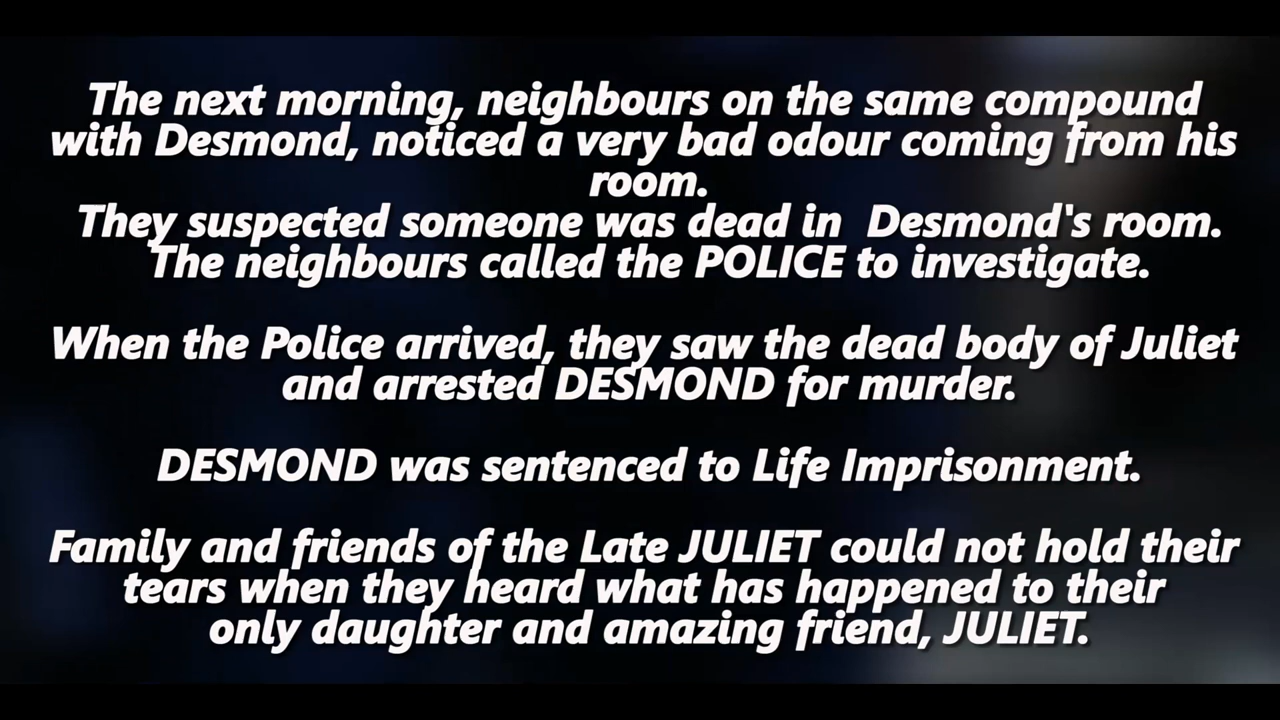 The next morning, neighbours on the same compound
with Desmond, noticed a very bad odour coming from his
room.
They suspected someone was dead in  Desmond's room.
The neighbours called the POLICE to investigate.
When the Police arrived, they saw the dead body of Juliet
and arrested DESMOND for murder.
DESMOND was sentenced to Life Imprisonment.
Family and friends of the Late JULIET could not hold their
tears when they heard what has happened to their
only daughter and amazing friend, JULIET.